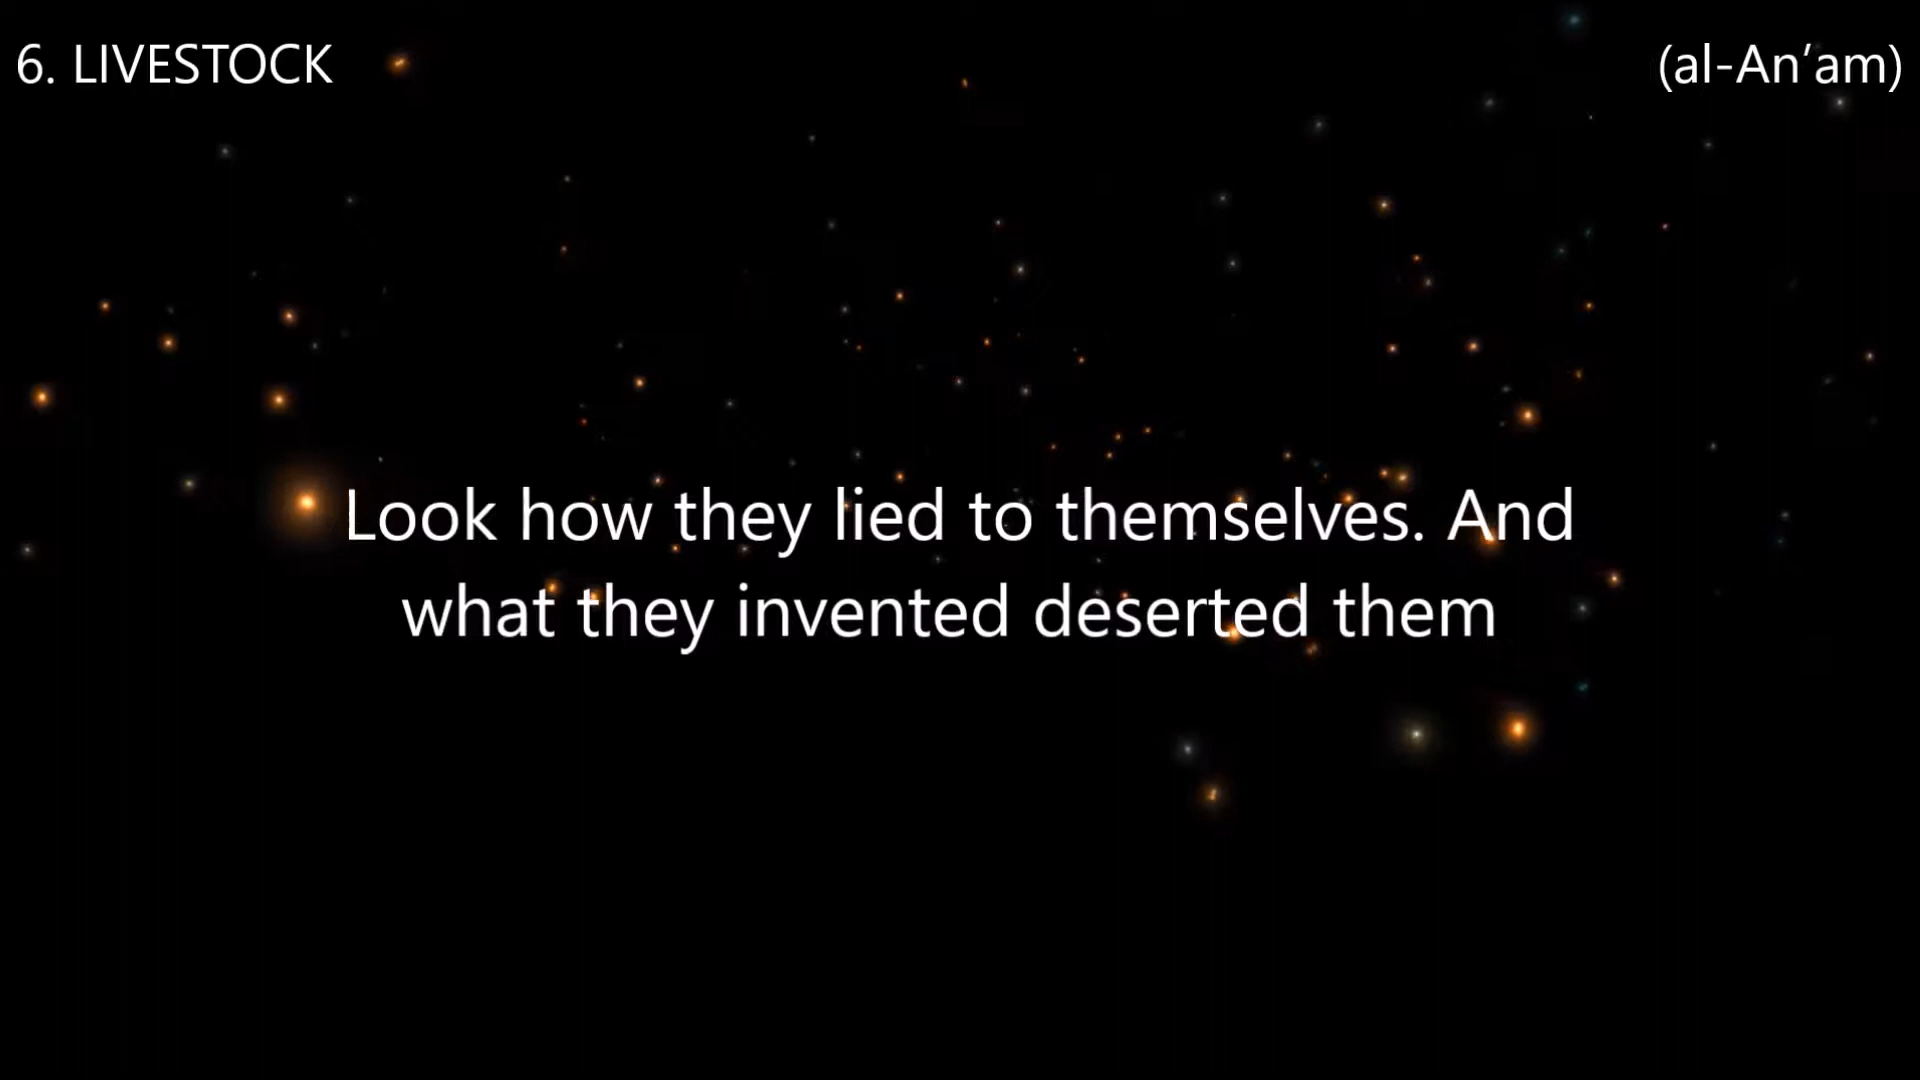 6. LIVESTOCK
(al-An’am)
Look how they lied to themselves. And
what they invented deserted them